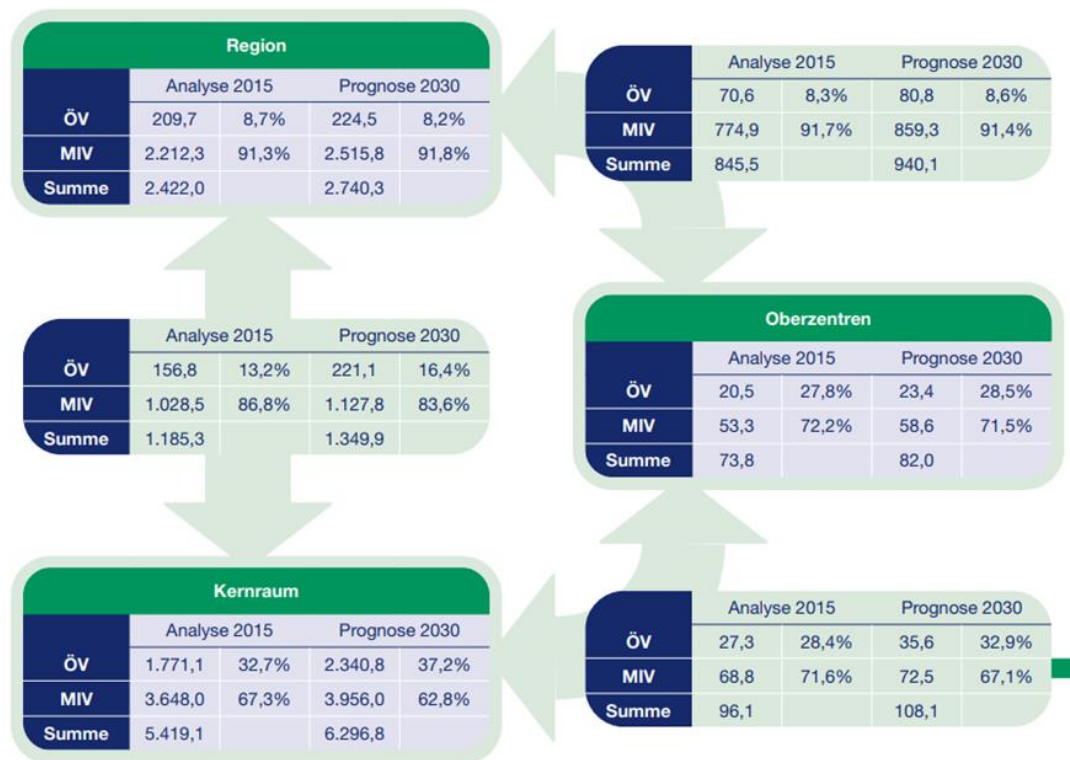 Region
Analyse 2015 Prognose 2030
ÖV 209,7 8,7% 224,5 8,2%
MIV 2.212,3 91,3% 2.515,8 91,8%
Summe 2.422,0 2.740,3
Analyse 2015 Prognose 2030
ÖV 70,6 8,3% 80,8 8,6%
MIV 774,9 91,7% 859,3 91,4%
Summe 845,5 940,1
Analyse 2015 Prognose 2030
ÖV 156,8 13,2% 221,1 16,4%
MIV 1.028,5 86,8% 1.127,8 83,6%
Summe 1.185,3 1.349,9
Oberzentren
Analyse 2015 Prognose 2030
ÖV 20,5 27,8% 23,4 28,5%
MIV 53,3 72,2% 58,6 71,5%
Summe 73,8 82,0
Kernraum
Analyse 2015 Prognose 2030
ÖV 1.771,1 32,7% 2.340,8 37,2%
MIV 3.648,0 67,3% 3.956,0 62,8%
Summe 5.419,1 6.296,8
Analyse 2015 Prognose 2030
ÖV 27,3 28,4% 35,6 32,9%
MIV 68,8 71,6% 72,5 67,1%
Summe 96,1 108,1